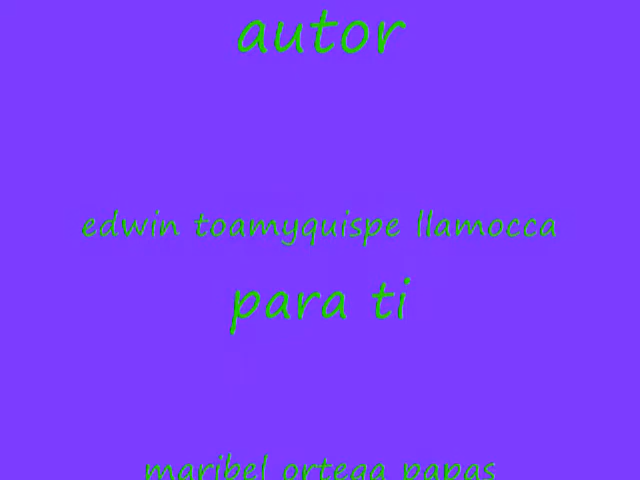 autor
edwin toamyquispe llamocca
para ti
maribel ortega papas